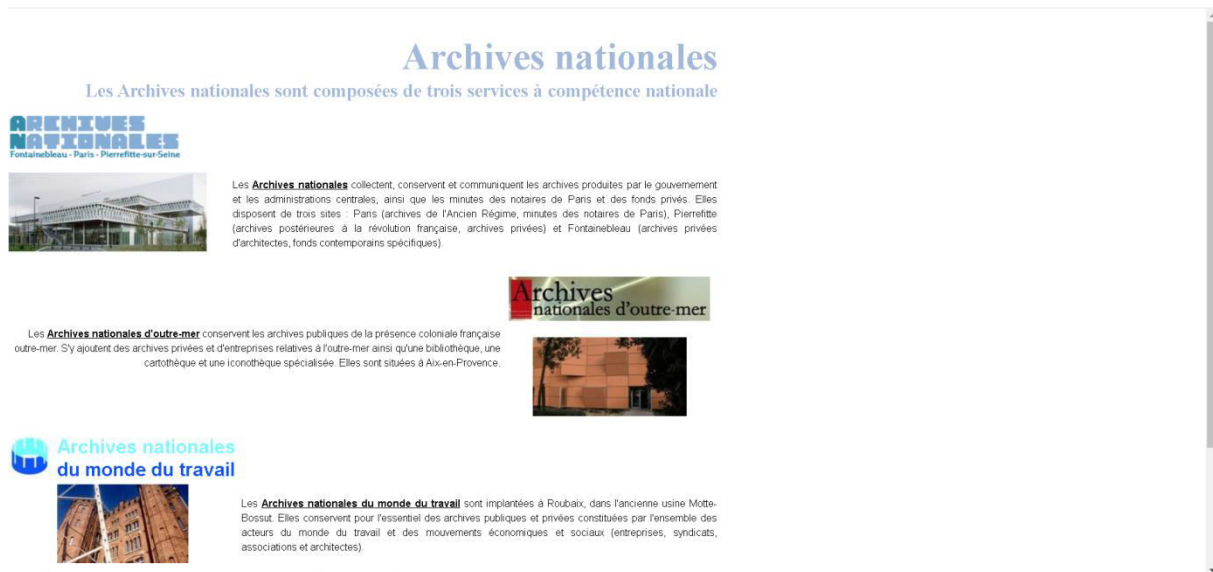 Archives nationales
Les Archives nationales sont composées de trois services à compétence nationale
ARCHIVES
NATIONALES
Fontainebleau - Paris - Pierrefitte-sur-Seine
Les Archives nationales collectent, conservent et communiquent les archives produites par le gouvernement
et les administrations centrales, ainsi que les minutes des notaires de Paris et des fonds privés. Elles
disposent de trois sites : Paris (archives de l'Ancien Régime, minutes des notaires de Paris), Pierrefitte
(archives postérieures à la révolution française, archives privées) et Fontainebleau (archives privées
d'architectes, fonds contemporains spécifiques).
Archives
nationales d'outre-mer
Les Archives nationales d'outre-mer conservent les archives publiques de la présence coloniale française
outre-mer. S'y ajoutent des archives privées et d'entreprises relatives à l'outre-mer ainsi qu'une bibliothèque, une
cartothèque et une iconothèque spécialisée. Elles sont situées à Aix-en-Provence.
Archives nationales
du monde du travail
Les Archives nationales du monde du travail sont implantées à Roubaix, dans l'ancienne usine Motte-
Bossut. Elles conservent pour l'essentiel des archives publiques et privées constituées par l'ensemble des
acteurs du monde du travail et des mouvements économiques et sociaux (entreprises, syndicats,
associations et architectes).